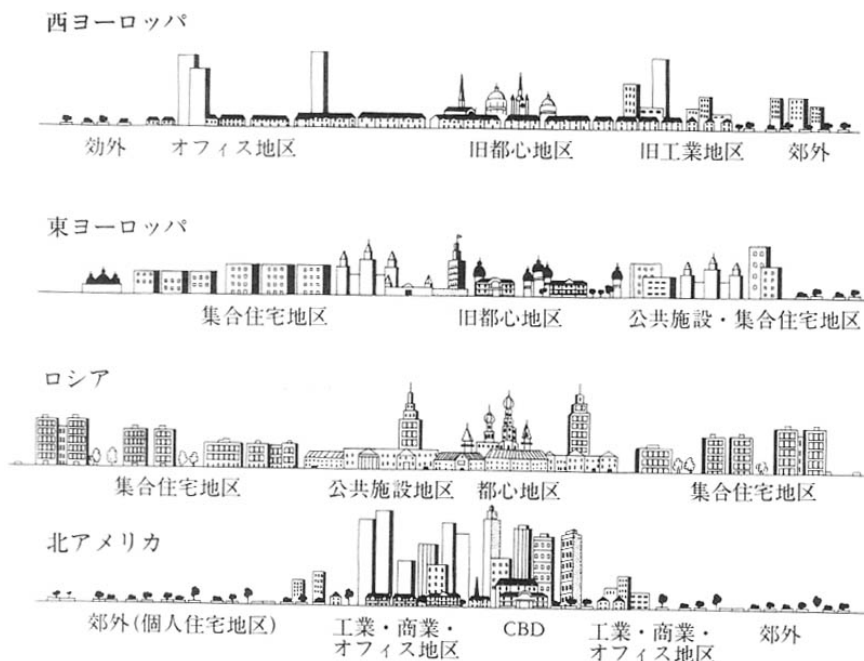 西ヨーロッパ
効外 オフィス地区 旧都心地区 旧工業地区 郊外
東ヨーロッパ
集合住宅地区 旧都心地区 公共施設・集合住宅地区
ロシア
集合住宅地区 公共施設地区 都心地区 集合住宅地区
北アメリカ
郊外(個人住宅地区) 工業・商業・ CBD 工業・商業・ 郊外
オフィス地区 オフィス地区